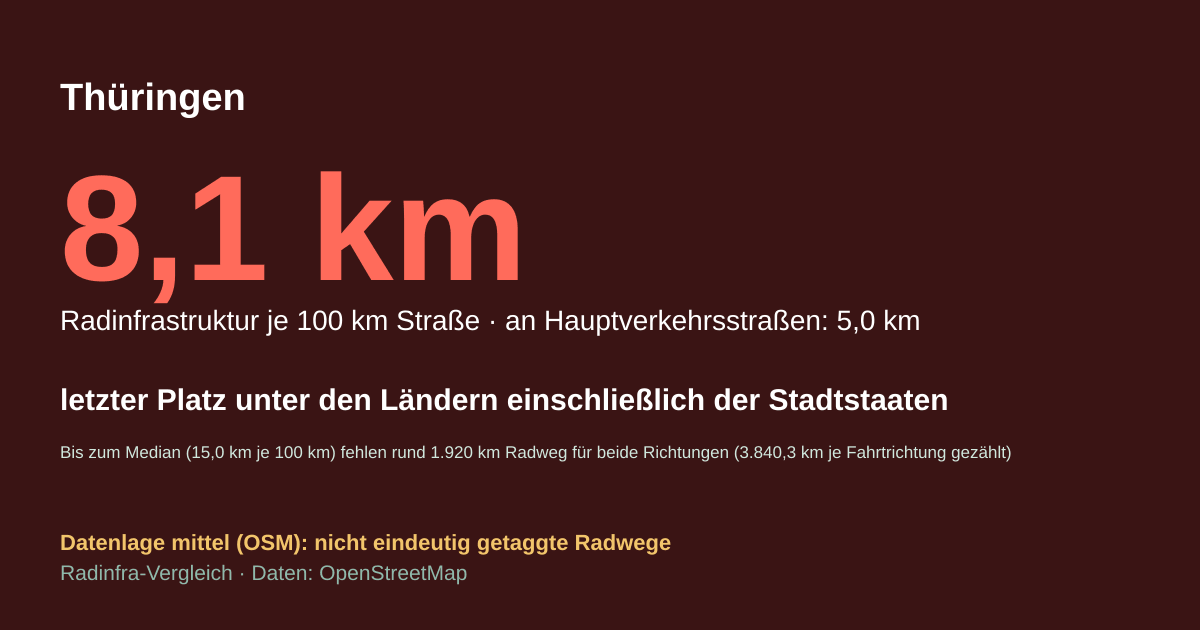 Thüringen
8,1 km
Radinfrastruktur je 100 km Straße · an Hauptverkehrsstraßen: 5,0 km
letzter Platz unter den Ländern einschließlich der Stadtstaaten
Bis zum Median (15,0 km je 100 km) fehlen rund 1.920 km Radweg für beide Richtungen (3.840,3 km je Fahrtrichtung gezählt)
Datenlage mittel (OSM): nicht eindeutig getaggte Radwege
Radinfra-Vergleich · Daten: OpenStreetMap